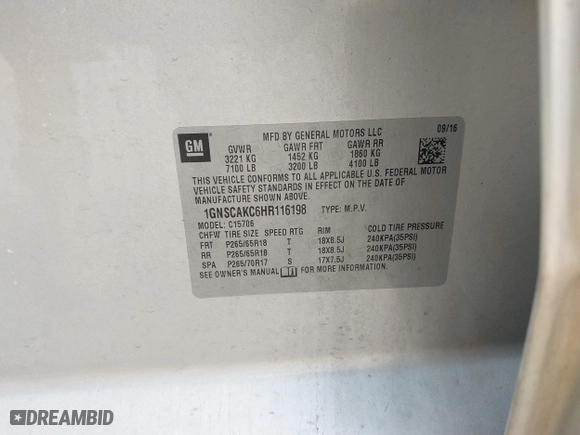 MFD BY GENERAL MOTORS LLC 09/16
GM GVWR GAWR FRT GAWR RR
3221 KG 1452 KG 1860 KG
7100 LB 3200 LB 4100 LB
THIS VEHICLE CONFORMS TO ALL APPLICABLE U.S. FEDERAL MOTOR
VEHICLE SAFETY STANDARDS IN EFFECT ON THE DATE OF
MANUFACTURE SHOWN ABOVE.
1GNSCAKC6HR116198 TYPE: M.P.V.
MODEL: C15706
CHFW TIRE SIZE SPEED RTG RIM COLD TIRE PRESSURE
FRT P265/65R18 T 18X8.5J 240KPA(35PSI)
RR P265/65R18 T 18X8.5J 240KPA(35PSI)
SPA P265/70R17 S 17X7.5J 240KPA(35PSI)
SEE OWNER'S MANUAL FOR MORE INFORMATION.
DREAMBID